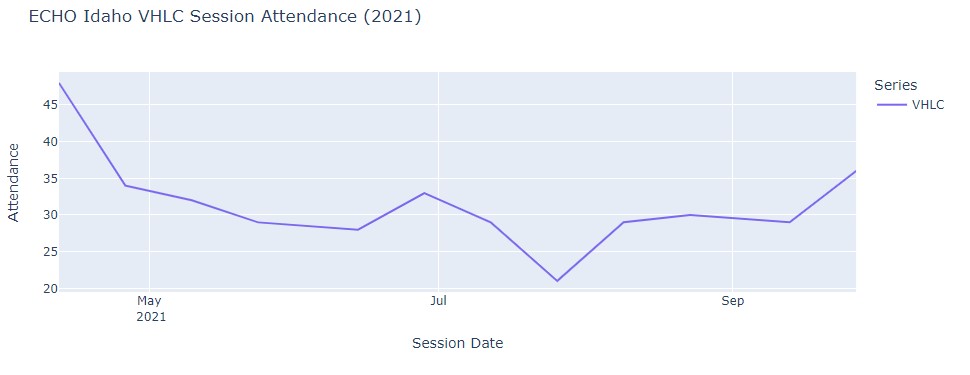 ECHO Idaho VHLC Session Attendance (2021)
Series
VHLC
Attendance
45
40
35
30
25
20
May
2021
Jul
Sep
Session Date